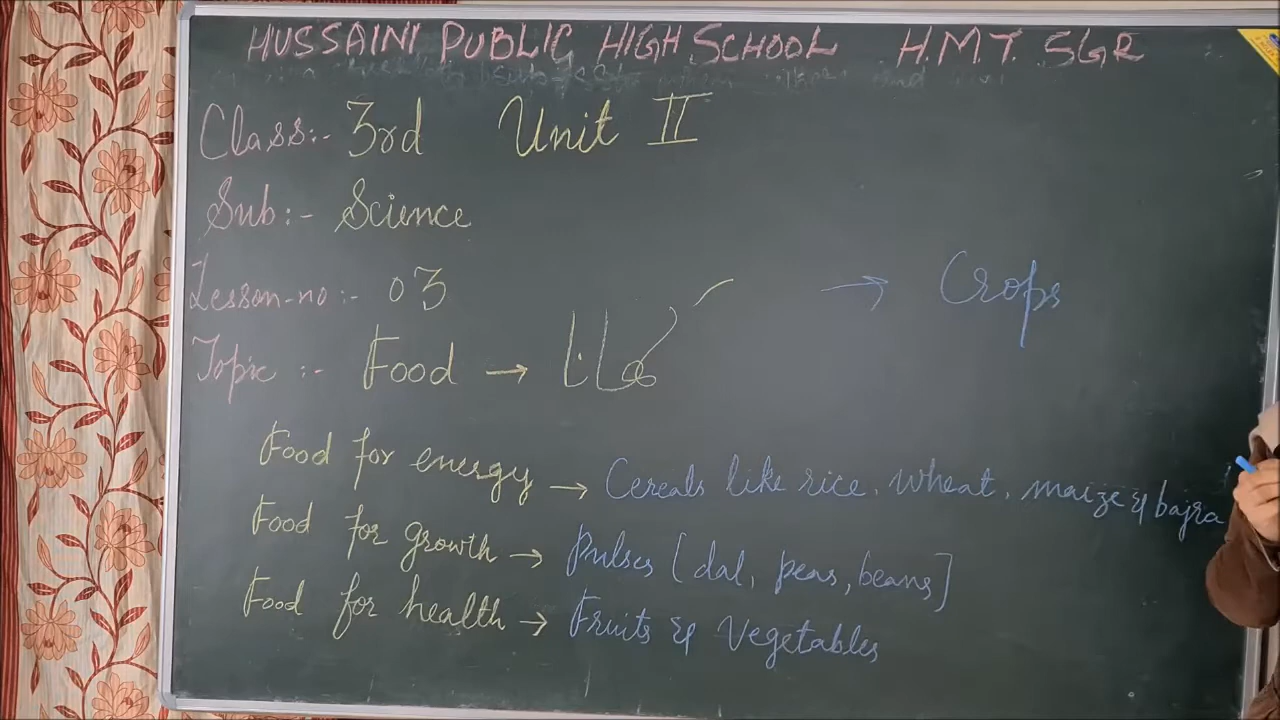 HUSSAINI PUBLIC HIGH SCHOOL H.M.T. SGR
Class:- 3rd Unit II
Sub:- Science
Lesson-no:- 03
→ Crops
Topic:- Food →
Food for energy → Cereals like rice, wheat, maize & bajra
Food for growth → Pulses [dal, peas, beans]
Food for health → Fruits & Vegetables